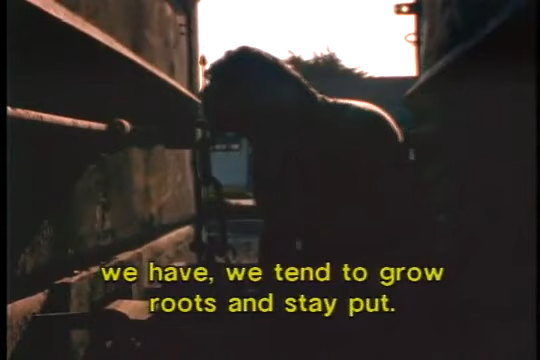 we have, we tend to grow
roots and stay put.